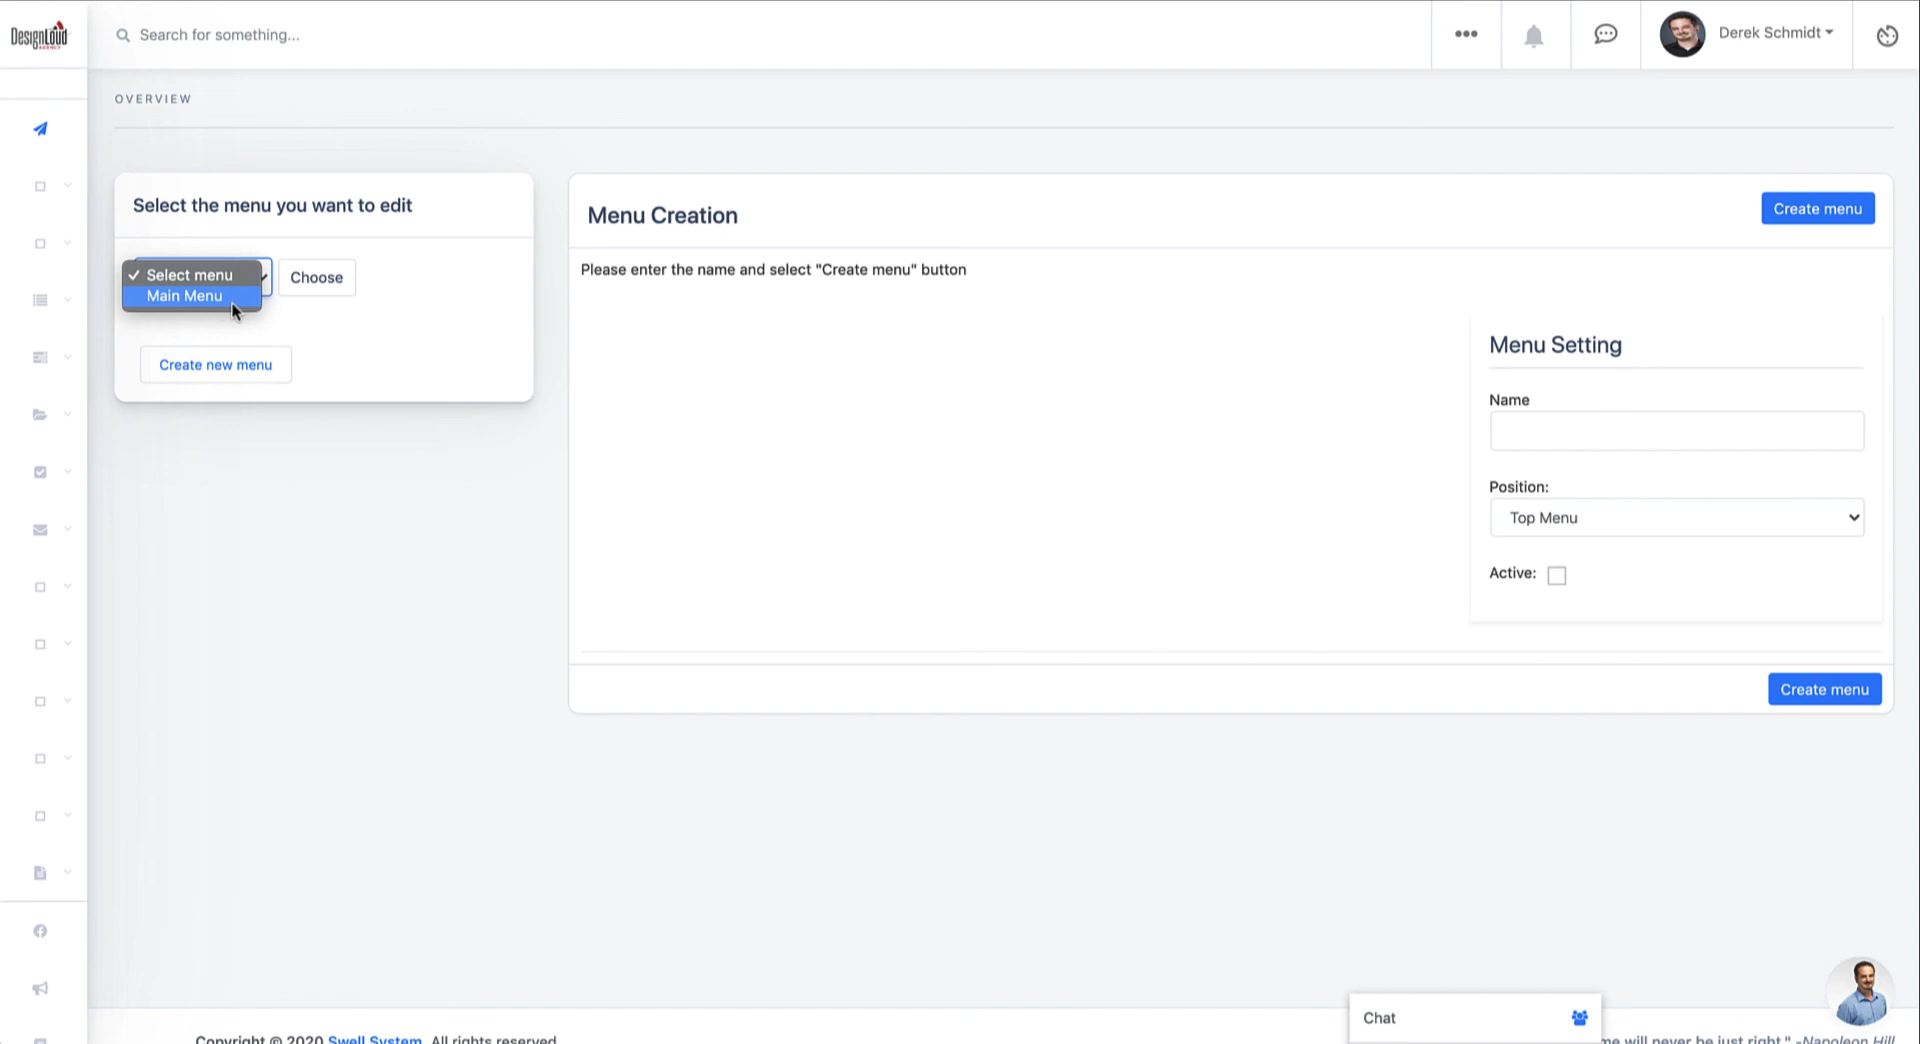 DesignLoud
AGENCY
Search for something...
Derek Schmidt
OVERVIEW
Select the menu you want to edit
Select menu
Main Menu
Choose
Create new menu
Menu Creation
Create menu
Please enter the name and select "Create menu" button
Menu Setting
Name
Position:
Top Menu
Active:
Create menu
Chat
Copyright © 2020 Swell System. All rights reserved
me will never be just right." -Napoleon Hill